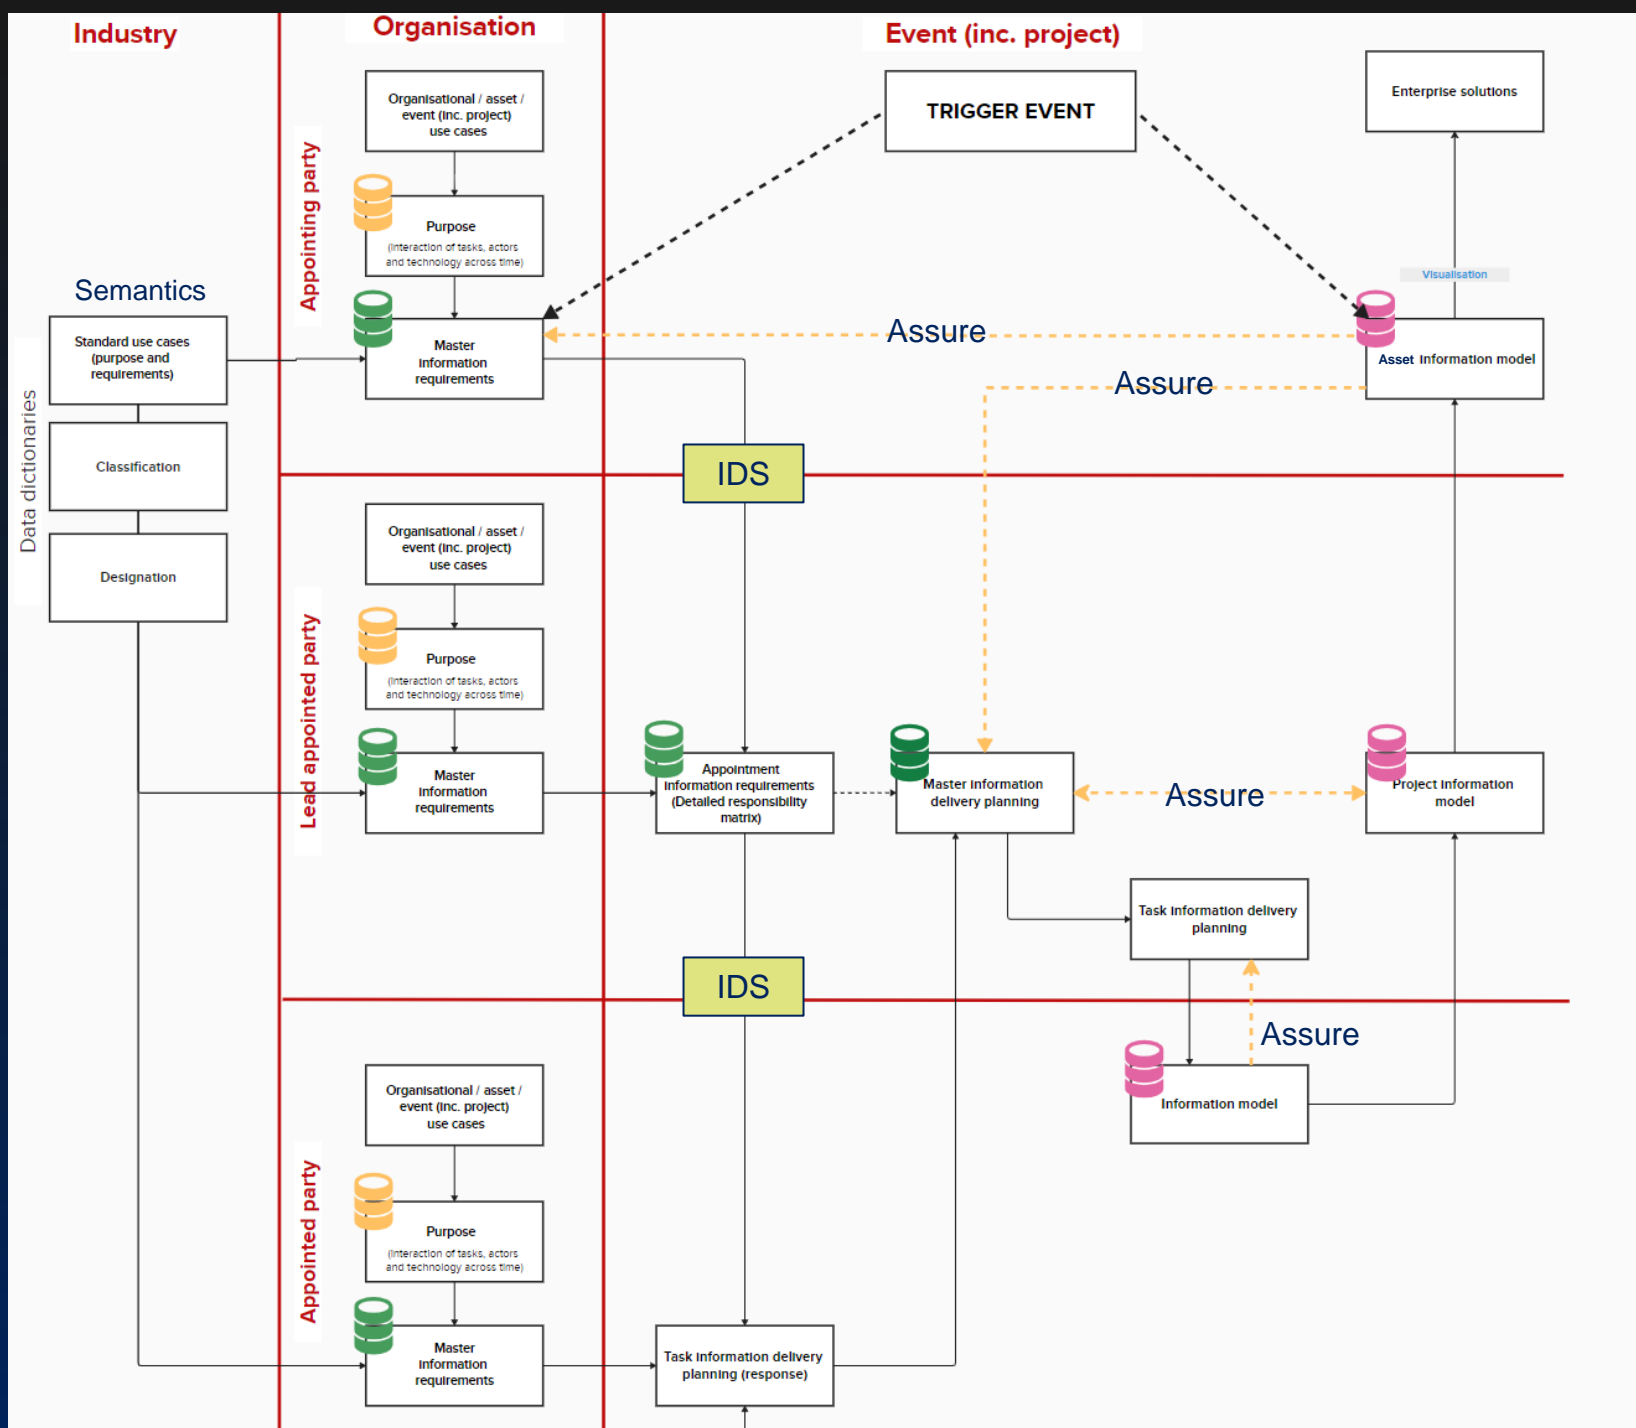 Industry
Organisation
Event (inc. project)
Organisational / asset /
event (inc. project)
use cases
TRIGGER EVENT
Enterprise solutions
Appointing party
Purpose
(Interaction of tasks, actors
and technology across time)
Visualisation
Semantics
Standard use cases
(purpose and
requirements)
Master
information
requirements
Assure
Asset information model
Assure
Data dictionaries
Classification
IDS
Designation
Organisational / asset /
event (inc. project)
use cases
Lead appointed party
Purpose
(Interaction of tasks, actors
and technology across time)
Master
information
requirements
Appointment
information requirements
(Detailed responsibility
matrix)
Master information
delivery planning
Assure
Project information
model
Task information delivery
planning
IDS
Assure
Information model
Organisational / asset /
event (inc. project)
use cases
Appointed party
Purpose
(Interaction of tasks, actors
and technology across time)
Master
information
requirements
Task information delivery
planning (response)